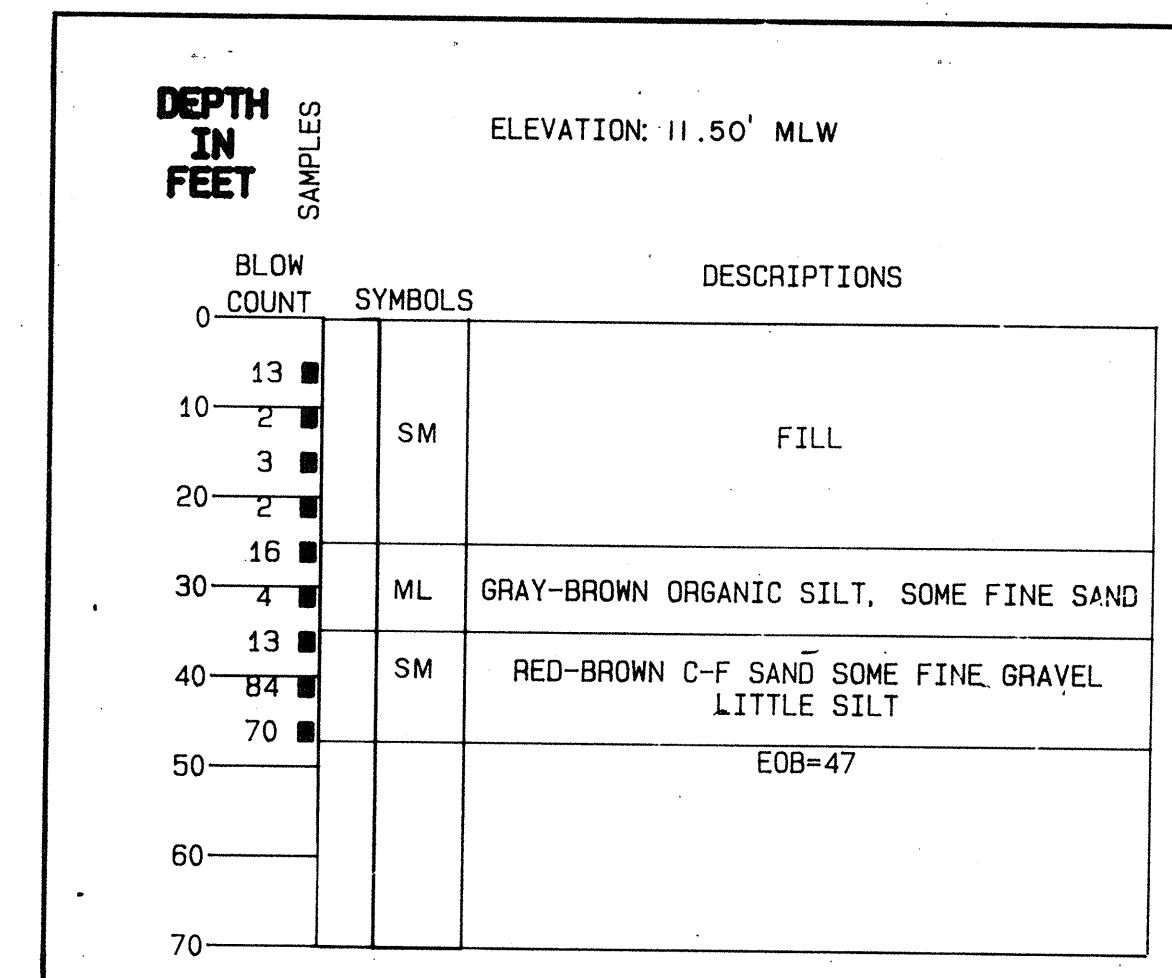 DEPTH
IN
FEET
SAMPLES
ELEVATION: 11.50' MLW
BLOW
COUNT
SYMBOLS
DESCRIPTIONS
0
13
10
2
SM
FILL
3
20
2
16
30
4
ML
GRAY-BROWN ORGANIC SILT, SOME FINE SAND
13
40
84
SM
RED-BROWN C-F SAND SOME FINE GRAVEL
LITTLE SILT
70
50
EOB=47
60
70